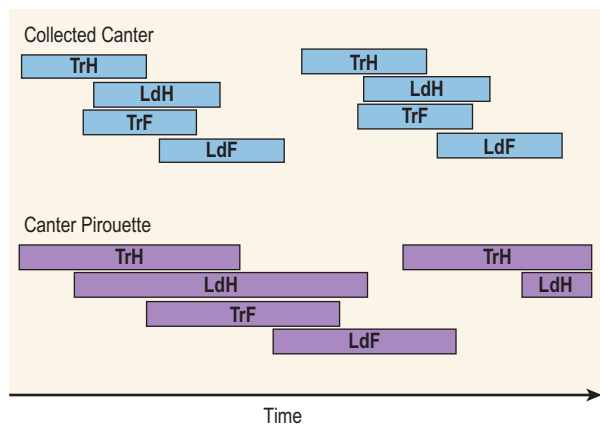 Collected Canter
TrH TrH
LdH LdH
TrF TrF
LdF LdF
Canter Pirouette
TrH TrH
LdH LdH
TrF
LdF
Time